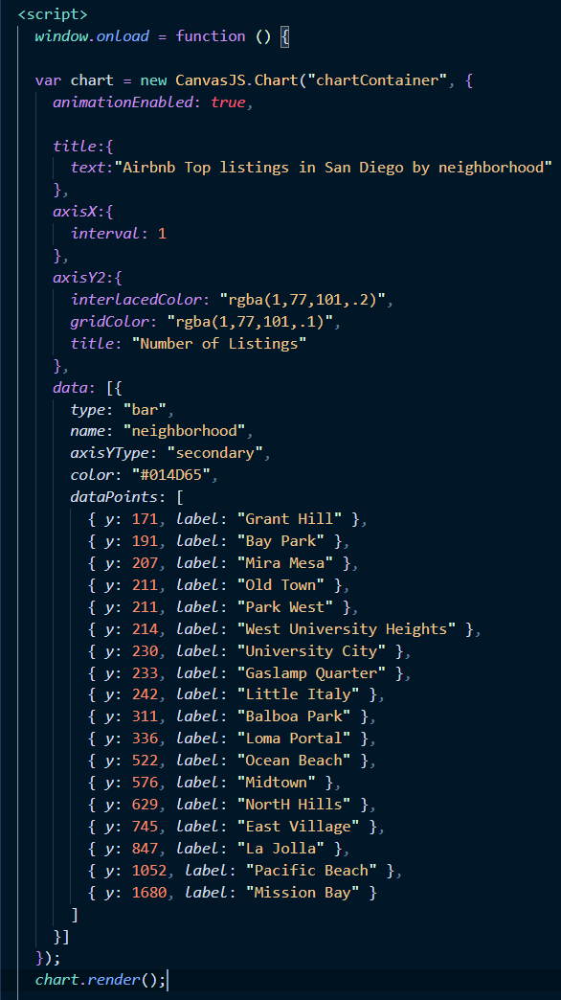 <script>
window.onload = function () {
var chart = new CanvasJS.Chart("chartContainer", {
animationEnabled: true,
title:{
text:"Airbnb Top listings in San Diego by neighborhood"
},
axisX:{
interval: 1
},
axisY2:{
interlacedColor: "rgba(1,77,101,.2)",
gridColor: "rgba(1,77,101,.1)",
title: "Number of Listings"
},
data: [{
type: "bar",
name: "neighborhood",
axisYType: "secondary",
color: "#014D65",
dataPoints: [
{ y: 171, label: "Grant Hill" },
{ y: 191, label: "Bay Park" },
{ y: 207, label: "Mira Mesa" },
{ y: 211, label: "Old Town" },
{ y: 211, label: "Park West" },
{ y: 214, label: "West University Heights" },
{ y: 230, label: "University City" },
{ y: 233, label: "Gaslamp Quarter" },
{ y: 242, label: "Little Italy" },
{ y: 311, label: "Balboa Park" },
{ y: 336, label: "Loma Portal" },
{ y: 522, label: "Ocean Beach" },
{ y: 576, label: "Midtown" },
{ y: 629, label: "NortH Hills" },
{ y: 745, label: "East Village" },
{ y: 847, label: "La Jolla" },
{ y: 1052, label: "Pacific Beach" },
{ y: 1680, label: "Mission Bay" }
]
}]
});
chart.render();